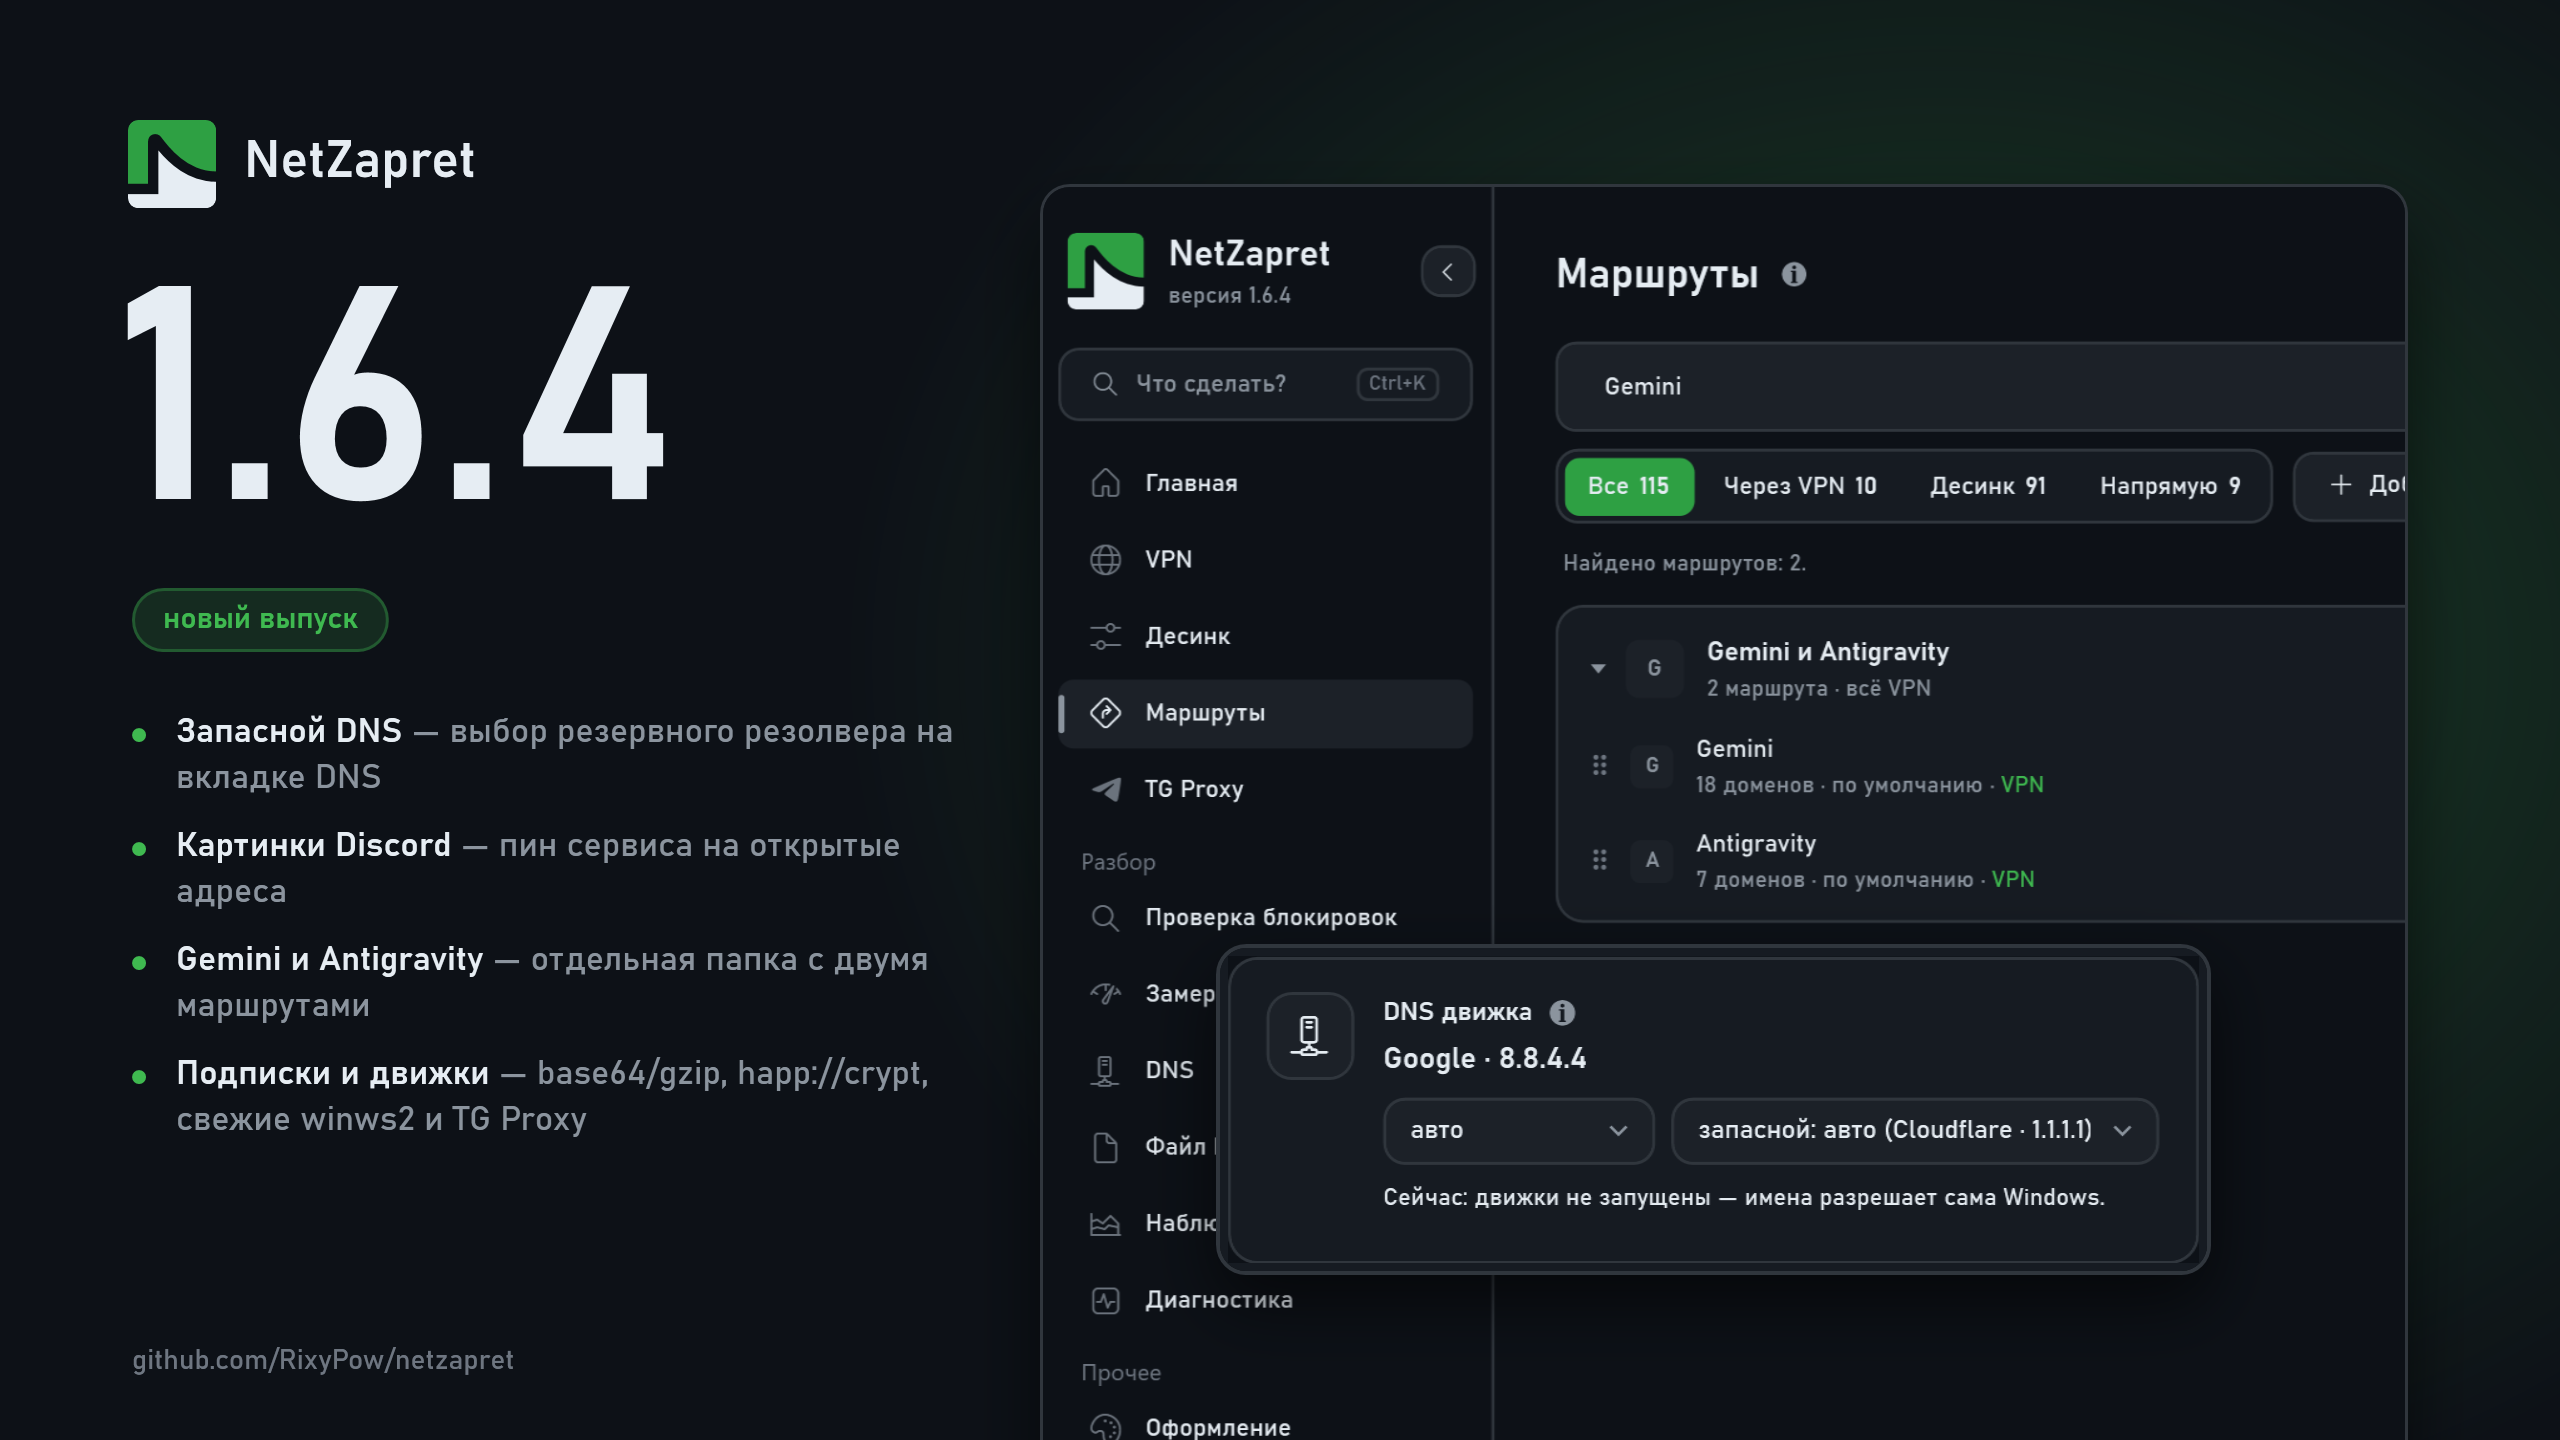 NetZapret
1.6.4
новый выпуск
Запасной DNS — выбор резервного резолвера на
вкладке DNS
Картинки Discord — пин сервиса на открытые
адреса
Gemini и Antigravity — отдельная папка с двумя
маршрутами
Подписки и движки — base64/gzip, happ://crypt,
свежие winws2 и TG Proxy
github.com/RixyPow/netzapret
NetZapret
версия 1.6.4
Что сделать? Ctrl+K
Главная
VPN
Десинк
Маршруты
TG Proxy
Разбор
Проверка блокировок
Замер
DNS
Файл
Наблю
Диагностика
Прочее
Оформление
Маршруты
Gemini
Все 115 Через VPN 10 Десинк 91 Напрямую 9 + Доб
Найдено маршрутов: 2.
G Gemini и Antigravity
2 маршрута · всё VPN
G Gemini
18 доменов · по умолчанию · VPN
A Antigravity
7 доменов · по умолчанию · VPN
DNS движка
Google · 8.8.4.4
авто запасной: авто (Cloudflare · 1.1.1.1)
Сейчас: движки не запущены — имена разрешает сама Windows.